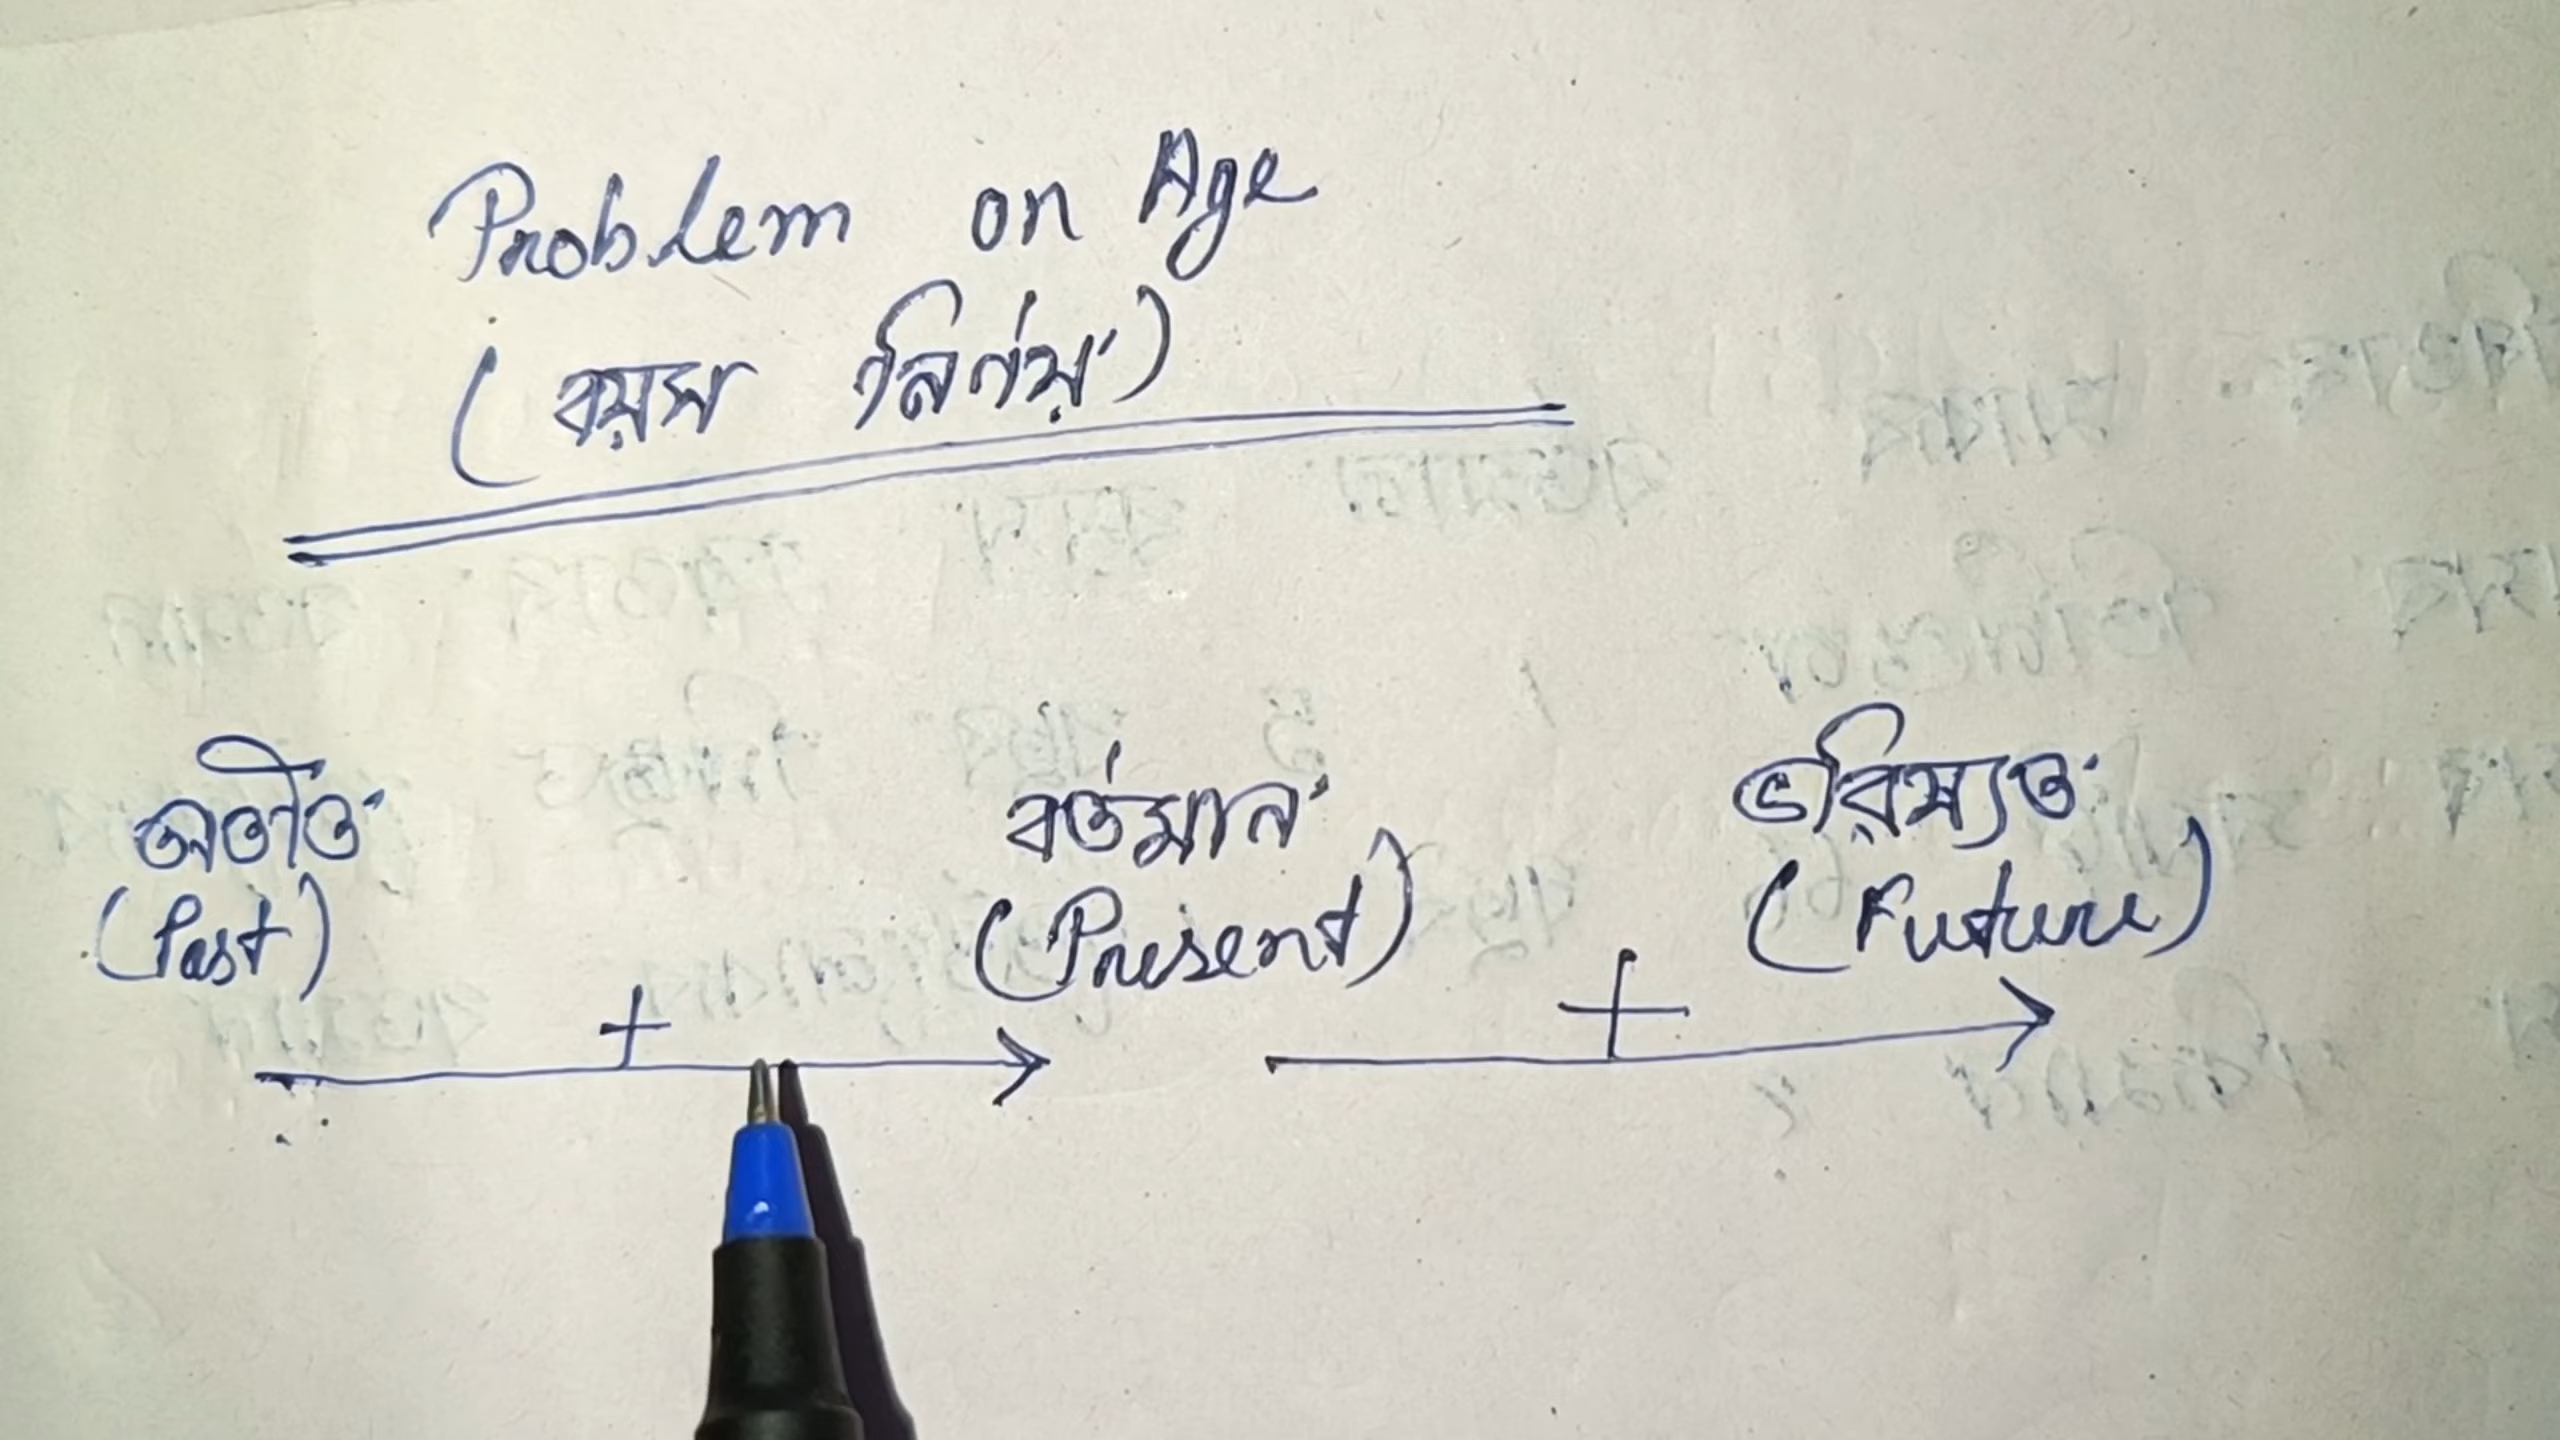 Problem on Age
(বয়স নির্ণয়)
অতীত বর্তমান ভবিষ্যত
(Past) (Present) (Future)
+ +